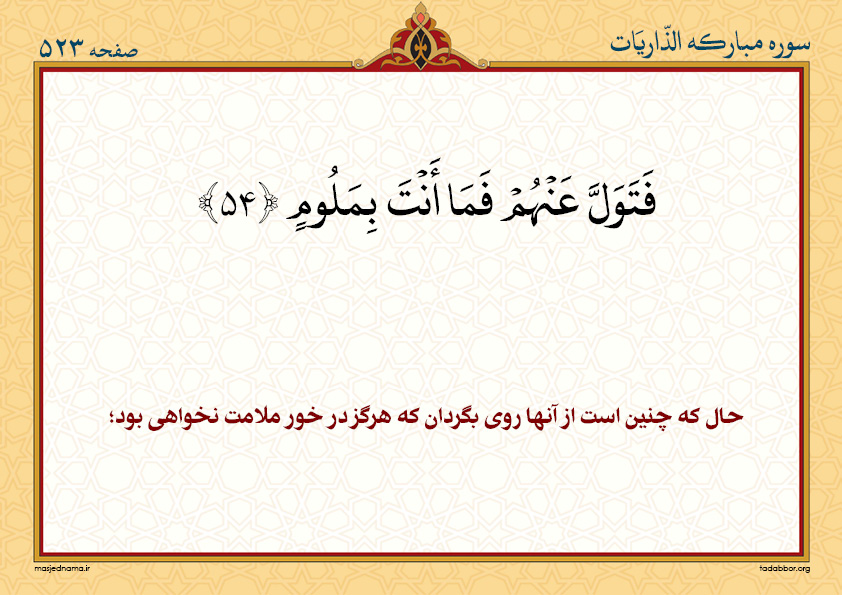 سوره مبارکه الذّاریَات
صفحه ۵۲۳
فَتَوَلَّ عَنْهُمْ فَمَا أَنْتَ بِمَلُومٍ ﴿۵۴﴾
حال که چنین است از آنها روی بگردان که هرگز در خور ملامت نخواهی بود؛
masjednama.ir
tadabbor.org